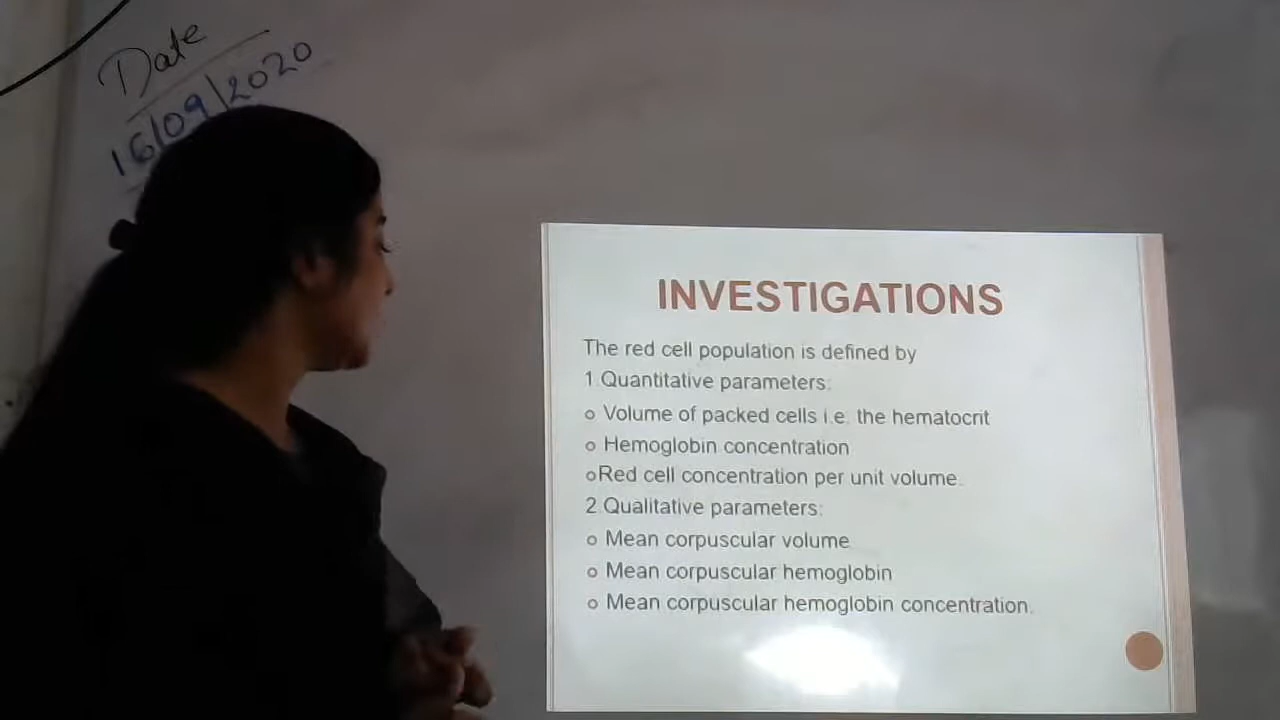 Date
16/09/2020
INVESTIGATIONS
The red cell population is defined by
1 Quantitative parameters:
o Volume of packed cells i.e. the hematocrit
o Hemoglobin concentration
o Red cell concentration per unit volume.
2 Qualitative parameters:
o Mean corpuscular volume
o Mean corpuscular hemoglobin
o Mean corpuscular hemoglobin concentration.